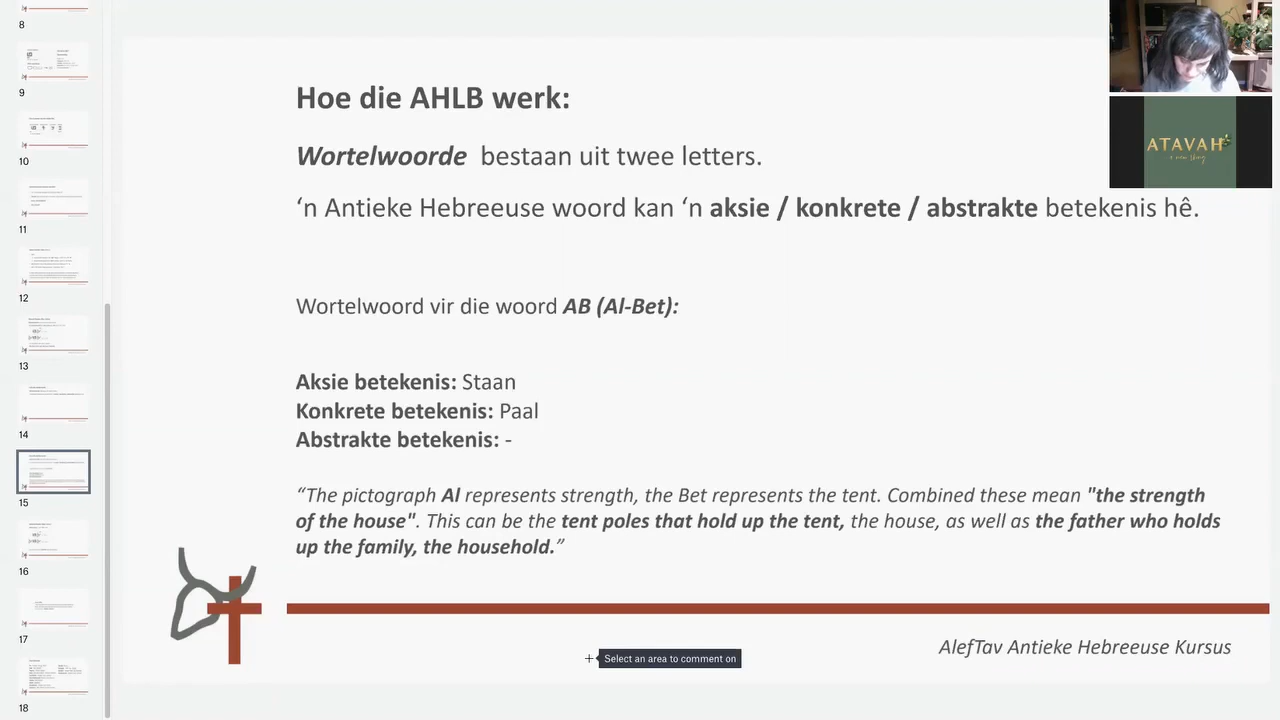 8
9
10
11
12
13
14
15
16
17
18
Hoe die AHLB werk:
Wortelwoorde bestaan uit twee letters.
‘n Antieke Hebreeuse woord kan ‘n aksie / konkrete / abstrakte betekenis hê.
Wortelwoord vir die woord AB (Al-Bet):
Aksie betekenis: Staan
Konkrete betekenis: Paal
Abstrakte betekenis: -
“The pictograph Al represents strength, the Bet represents the tent. Combined these mean "the strength
of the house". This can be the tent poles that hold up the tent, the house, as well as the father who holds
up the family, the household.”
AlefTav Antieke Hebreeuse Kursus
Select an area to comment on
ATAVAH
a new thing